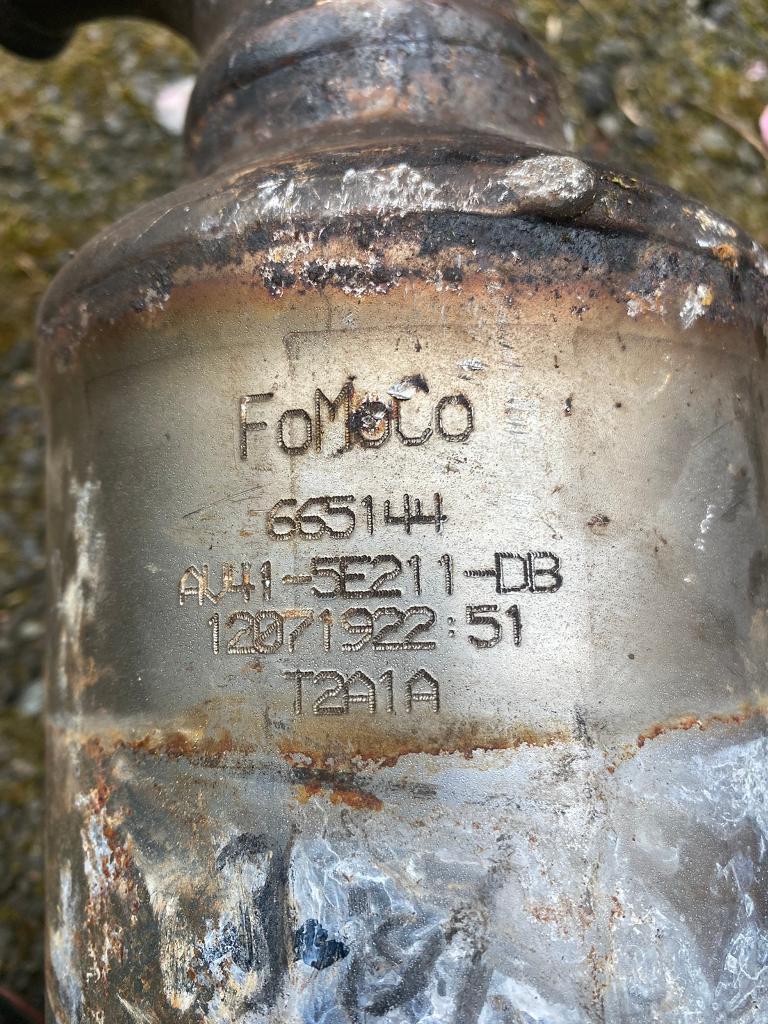 FoMoCo
665144
AV41-5E211-DB
12071922:51
T2A1A